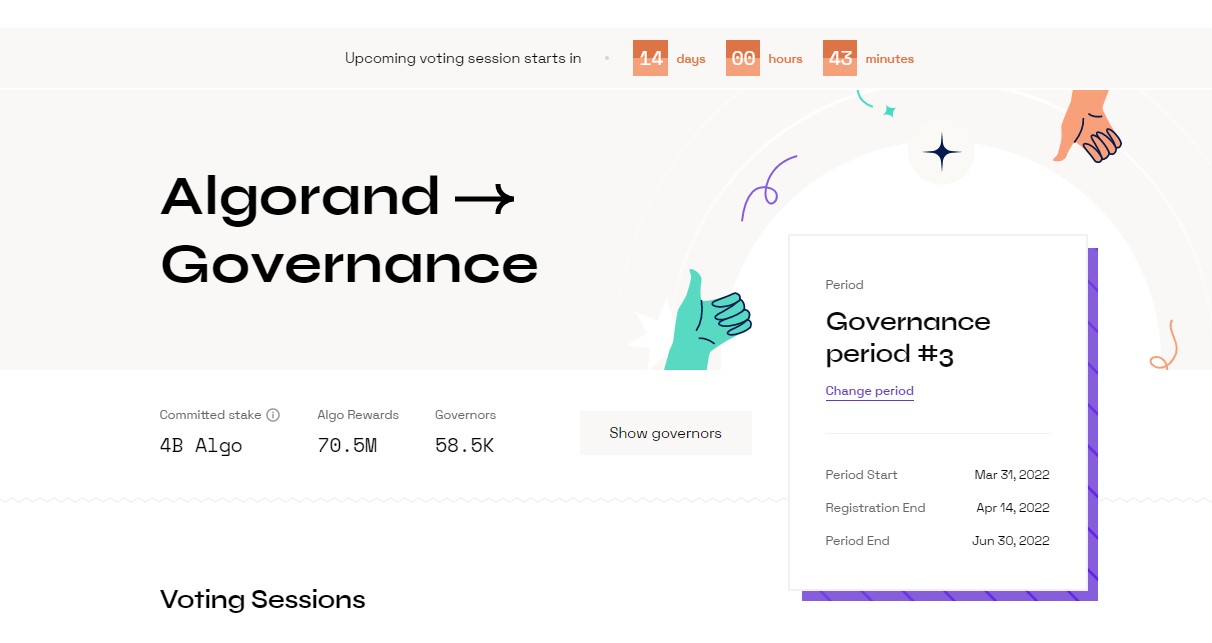 Upcoming voting session starts in • 14 days 00 hours 43 minutes
Algorand →
Governance
Period
Governance
period #3
Change period
Committed stake
4B Algo
Algo Rewards
70.5M
Governors
58.5K
Show governors
Period Start Mar 31, 2022
Registration End Apr 14, 2022
Period End Jun 30, 2022
Voting Sessions